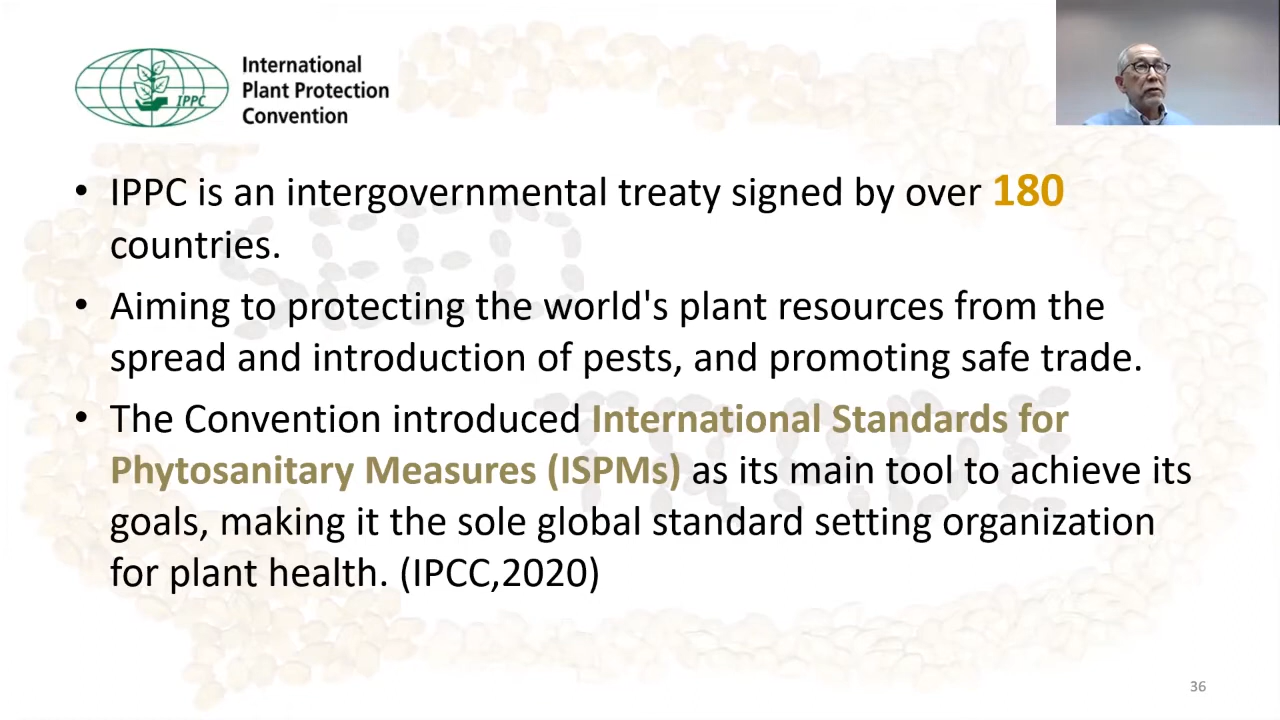 IPPC
International
Plant Protection
Convention
• IPPC is an intergovernmental treaty signed by over 180
countries.
• Aiming to protecting the world's plant resources from the
spread and introduction of pests, and promoting safe trade.
• The Convention introduced International Standards for
Phytosanitary Measures (ISPMs) as its main tool to achieve its
goals, making it the sole global standard setting organization
for plant health. (IPCC,2020)
SEED
TRADE
36